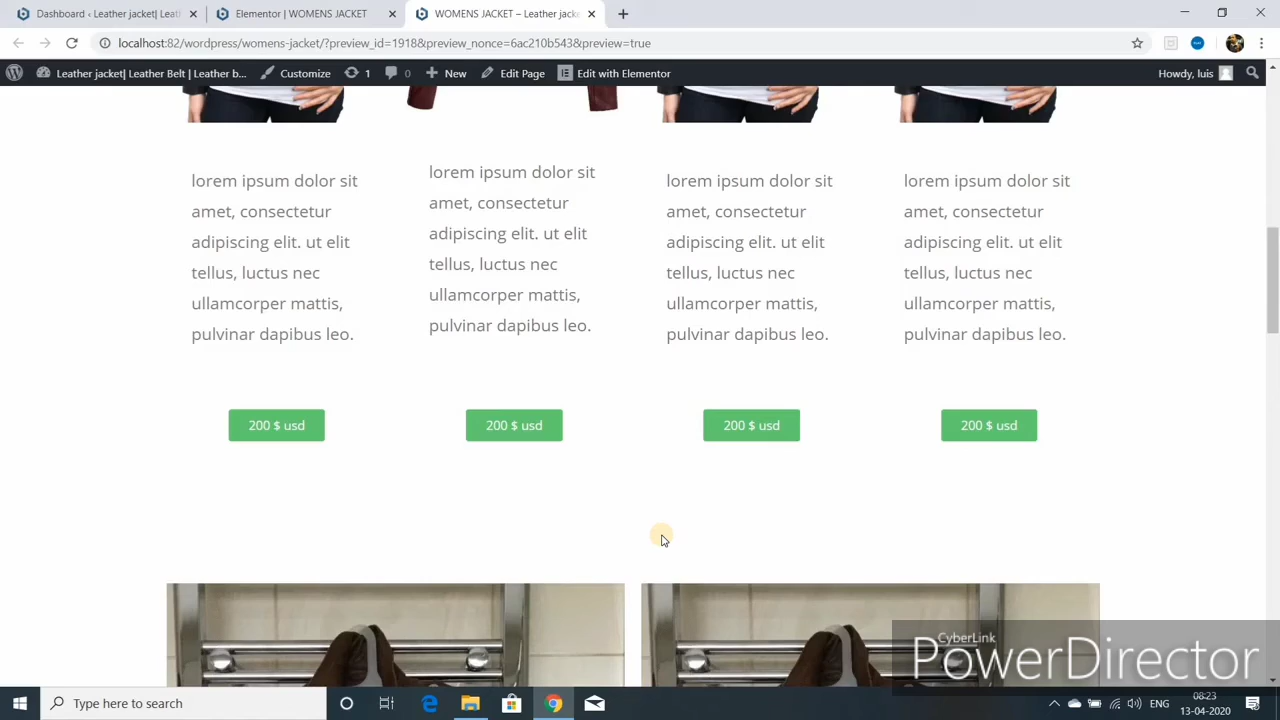 Dashboard ‹ Leather jacket| Leatl
Elementor | WOMENS JACKET
WOMENS JACKET – Leather jacke
localhost:82/wordpress/womens-jacket/?preview_id=1918&preview_nonce=6ac210b543&preview=true
Leather jacket| Leather Belt | Leather b...
Customize
1
0
New
Edit Page
Edit with Elementor
Howdy, luis
lorem ipsum dolor sit
amet, consectetur
adipiscing elit. ut elit
tellus, luctus nec
ullamcorper mattis,
pulvinar dapibus leo.
lorem ipsum dolor sit
amet, consectetur
adipiscing elit. ut elit
tellus, luctus nec
ullamcorper mattis,
pulvinar dapibus leo.
lorem ipsum dolor sit
amet, consectetur
adipiscing elit. ut elit
tellus, luctus nec
ullamcorper mattis,
pulvinar dapibus leo.
lorem ipsum dolor sit
amet, consectetur
adipiscing elit. ut elit
tellus, luctus nec
ullamcorper mattis,
pulvinar dapibus leo.
200 $ usd
200 $ usd
200 $ usd
200 $ usd
CyberLink
PowerDirector
Type here to search
ENG
08:23
13-04-2020